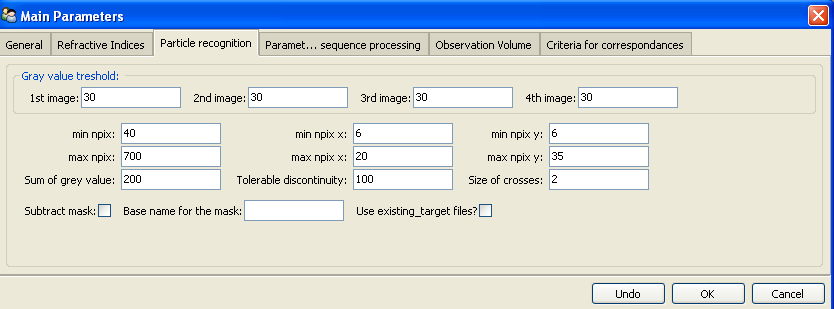 Main Parameters
General Refractive Indices Particle recognition Paramet... sequence processing Observation Volume Criteria for correspondances
Gray value treshold:
1st image: 30 2nd image: 30 3rd image: 30 4th image: 30
min npix: 40 min npix x: 6 min npix y: 6
max npix: 700 max npix x: 20 max npix y: 35
Sum of grey value: 200 Tolerable discontinuity: 100 Size of crosses: 2
Subtract mask: Base name for the mask: Use existing_target files?
Undo OK Cancel